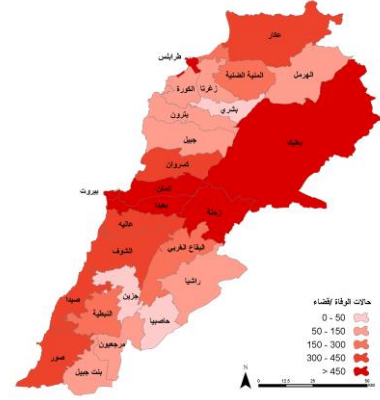 عكار
طرابلس
المنية الضنية
الهرمل
زغرتا
الكورة
بشري
بترون
بعلبك
جبيل
كسروان
المتن
بيروت
بعبدا
زحلة
عاليه
البقاع الغربي
الشوف
راشيا
جزين
صيدا
النبطية
حاصبيا
مرجعيون
صور
بنت جبيل
حالات الوفاة /قضاء
0 - 50
50 - 150
150 - 300
300 - 450
> 450
N